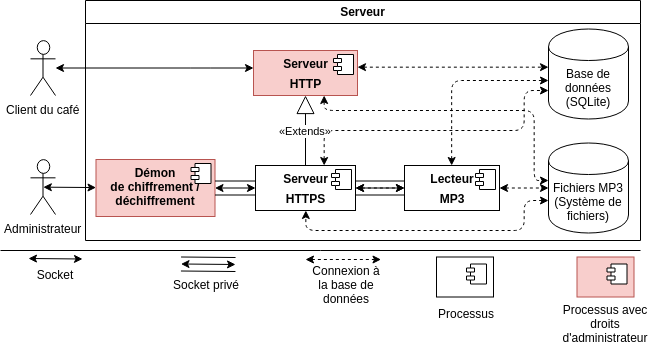 Serveur
Serveur
HTTP
Base de
données
(SQLite)
Client du café
«Extends»
Démon
de chiffrement /
déchiffrement
Serveur
HTTPS
Lecteur
MP3
Fichiers MP3
(Système de
fichiers)
Administrateur
Socket
Socket privé
Connexion à
la base de
données
Processus
Processus avec
droits
d'administrateur